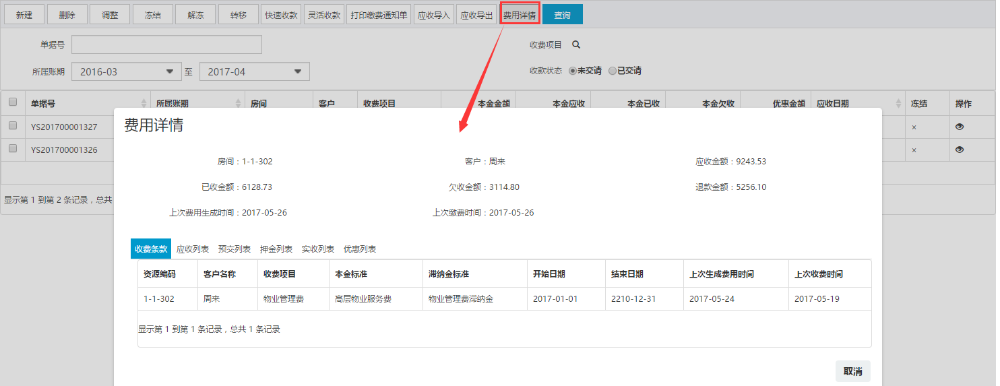 新建 删除 调整 冻结 解冻 转移 快速收款 灵活收款 打印缴费通知单 应收导入 应收导出 费用详情 查询
单据号 收费项目
所属账期 2016-03 至 2017-04 收款状态 未交请 已交请
单据号 所属账期 房间 客户 收费项目 本金金额 本金应收 本金已收 本金欠收 优惠金额 应收日期 冻结 操作
YS201700001327 ×
YS201700001326 ×
显示第 1 到第 2 条记录，总共
费用详情
房间：1-1-302 客户：周来 应收金额：9243.53
已收金额：6128.73 欠收金额：3114.80 退款金额：5256.10
上次费用生成时间：2017-05-26 上次缴费时间：2017-05-26
收费条款 应收列表 预交列表 押金列表 实收列表 优惠列表
资源编码 客户名称 收费项目 本金标准 滞纳金标准 开始日期 结束日期 上次生成费用时间 上次收费时间
1-1-302 周来 物业管理费 高层物业服务费 物业管理费滞纳金 2017-01-01 2210-12-31 2017-05-24 2017-05-19
显示第 1 到第 1 条记录，总共 1 条记录
取消